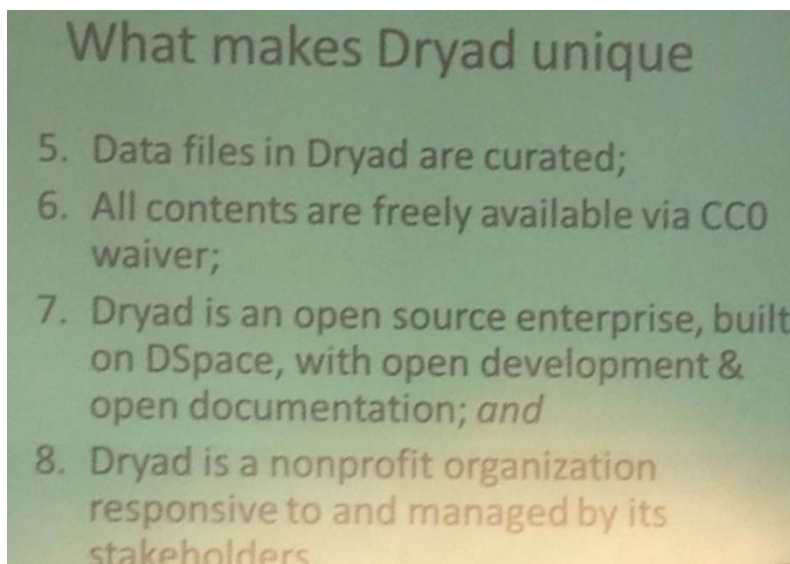 What makes Dryad unique
5. Data files in Dryad are curated;
6. All contents are freely available via CC0
waiver;
7. Dryad is an open source enterprise, built
on DSpace, with open development &
open documentation; and
8. Dryad is a nonprofit organization
responsive to and managed by its
stakeholders